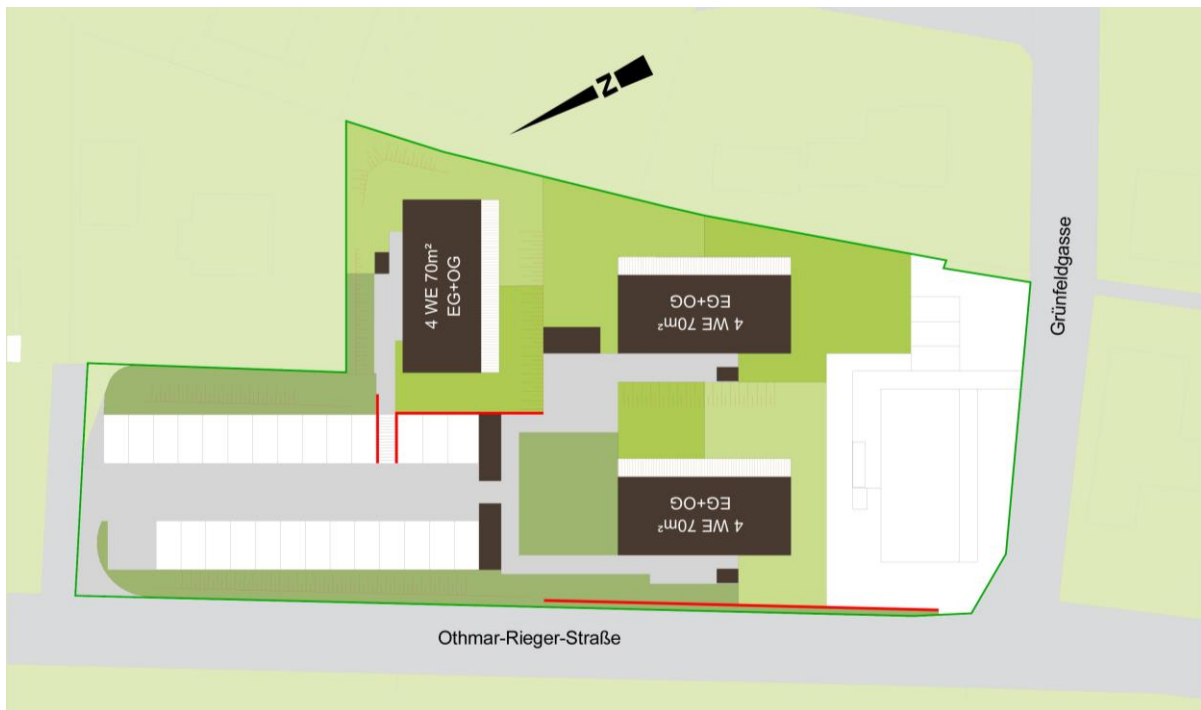 N
4 WE 70m²
EG+OG
4 WE 70m²
EG+OG
4 WE 70m²
EG+OG
Grünfeldgasse
Othmar-Rieger-Straße